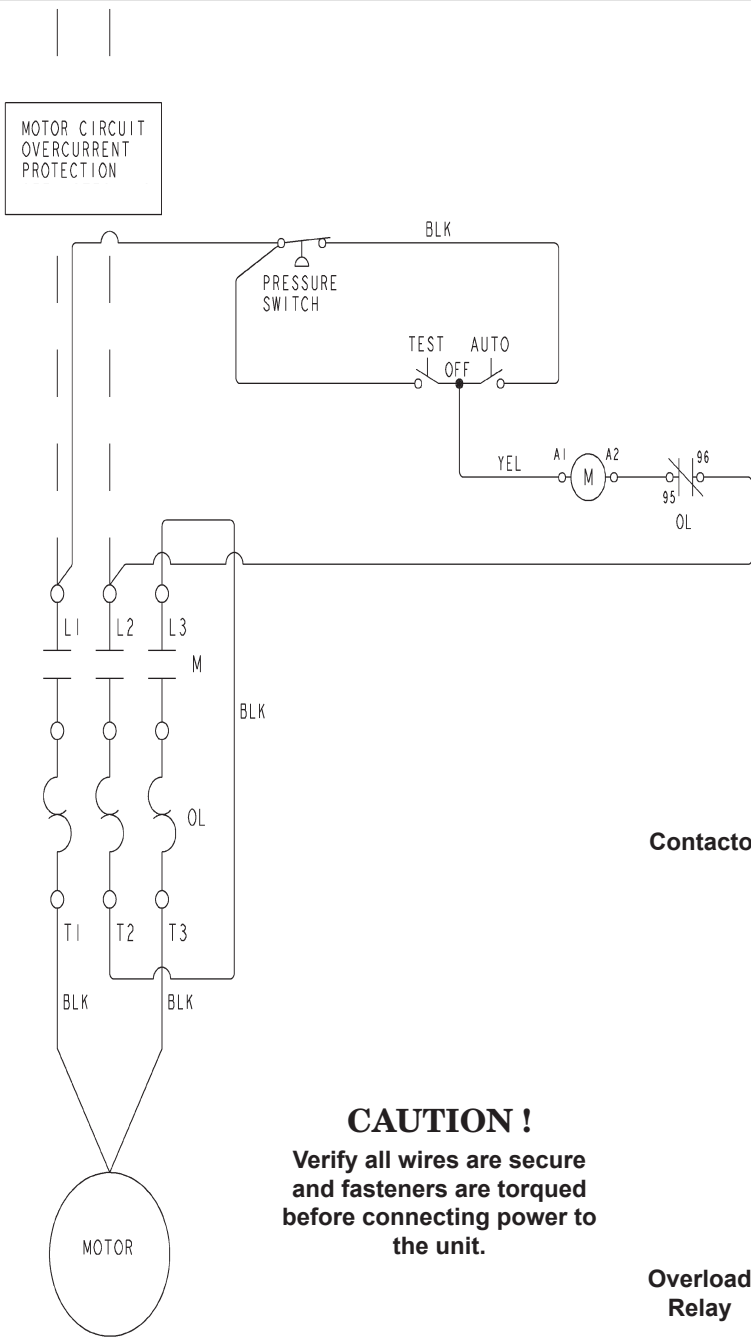 MOTOR CIRCUIT
OVERCURRENT
PROTECTION
BLK
PRESSURE
SWITCH
TEST
AUTO
OFF
YEL
A1
M
A2
95
96
OL
L1
L2
L3
M
BLK
OL
T1
T2
T3
BLK
BLK
MOTOR
CAUTION !
Verify all wires are secure
and fasteners are torqued
before connecting power to
the unit.
Contacto
Overload
Relay